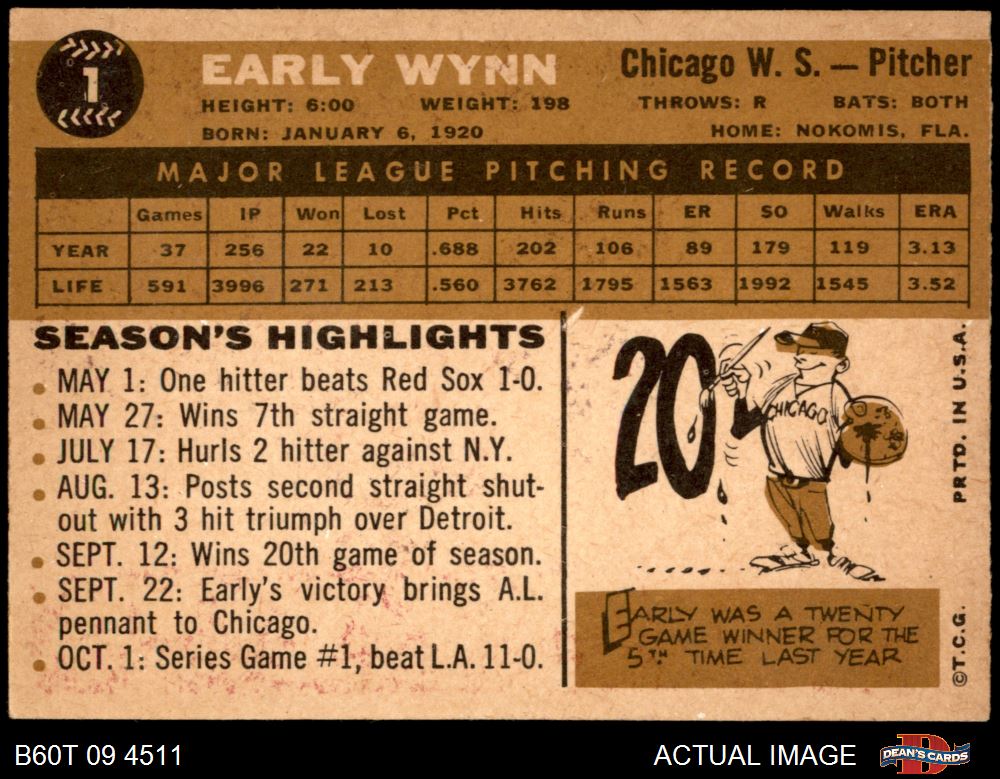 1
EARLY WYNN
Chicago W. S. — Pitcher
HEIGHT: 6:00 WEIGHT: 198 THROWS: R BATS: BOTH
BORN: JANUARY 6, 1920 HOME: NOKOMIS, FLA.
MAJOR LEAGUE PITCHING RECORD
Games IP Won Lost Pct Hits Runs ER SO Walks ERA
YEAR 37 256 22 10 .688 202 106 89 179 119 3.13
LIFE 591 3996 271 213 .560 3762 1795 1563 1992 1545 3.52
SEASON'S HIGHLIGHTS
• MAY 1: One hitter beats Red Sox 1-0.
• MAY 27: Wins 7th straight game.
• JULY 17: Hurls 2 hitter against N.Y.
• AUG. 13: Posts second straight shut-
out with 3 hit triumph over Detroit.
• SEPT. 12: Wins 20th game of season.
• SEPT. 22: Early's victory brings A.L.
pennant to Chicago.
• OCT. 1: Series Game #1, beat L.A. 11-0.
20
CHICAGO
EARLY WAS A TWENTY
GAME WINNER FOR THE
5TH TIME LAST YEAR
©T.C.G. PRTD. IN U.S.A.
B60T 09 4511 ACTUAL IMAGE
D
DEAN'S CARDS